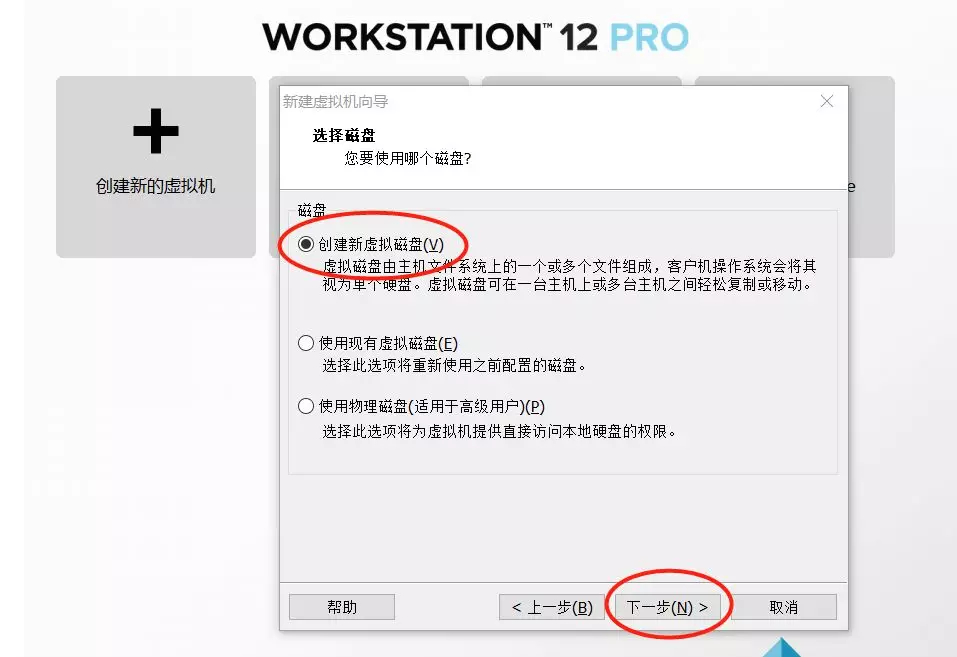 WORKSTATION™ 12 PRO
创建新的虚拟机
新建虚拟机向导
选择磁盘
您要使用哪个磁盘?
e
磁盘
创建新虚拟磁盘(V)
虚拟磁盘由主机文件系统上的一个或多个文件组成，客户机操作系统会将其
视为单个硬盘。虚拟磁盘可在一台主机上或多台主机之间轻松复制或移动。
使用现有虚拟磁盘(E)
选择此选项将重新使用之前配置的磁盘。
使用物理磁盘(适用于高级用户)(P)
选择此选项将为虚拟机提供直接访问本地硬盘的权限。
帮助
< 上一步(B)
下一步(N) >
取消